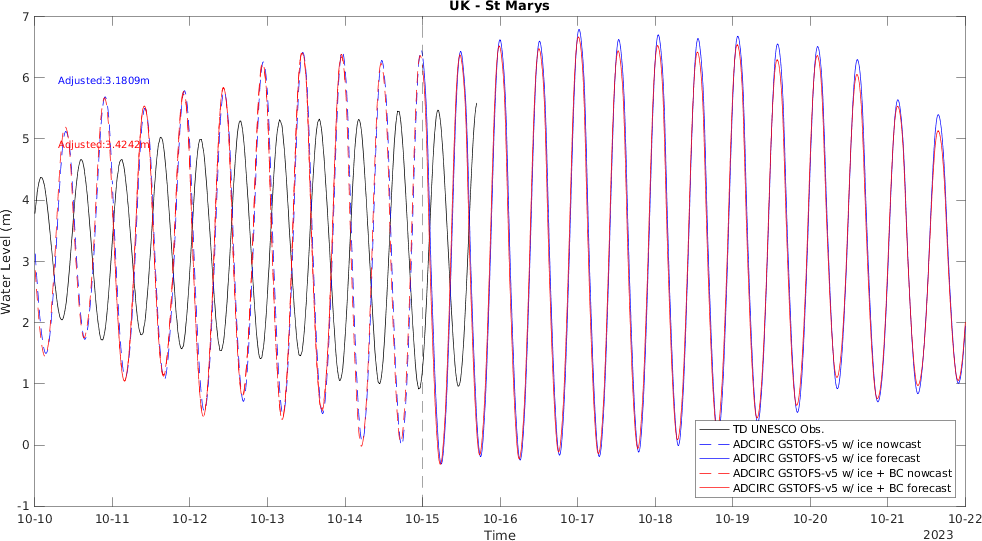 UK - St Marys
7
6
5
4
3
2
1
0
-1
Water Level (m)
Adjusted:3.1809m
Adjusted:3.4242m
TD UNESCO Obs.
ADCIRC GSTOFS-v5 w/ ice nowcast
ADCIRC GSTOFS-v5 w/ ice forecast
ADCIRC GSTOFS-v5 w/ ice + BC nowcast
ADCIRC GSTOFS-v5 w/ ice + BC forecast
10-10 10-11 10-12 10-13 10-14 10-15 10-16 10-17 10-18 10-19 10-20 10-21 10-22
Time
2023